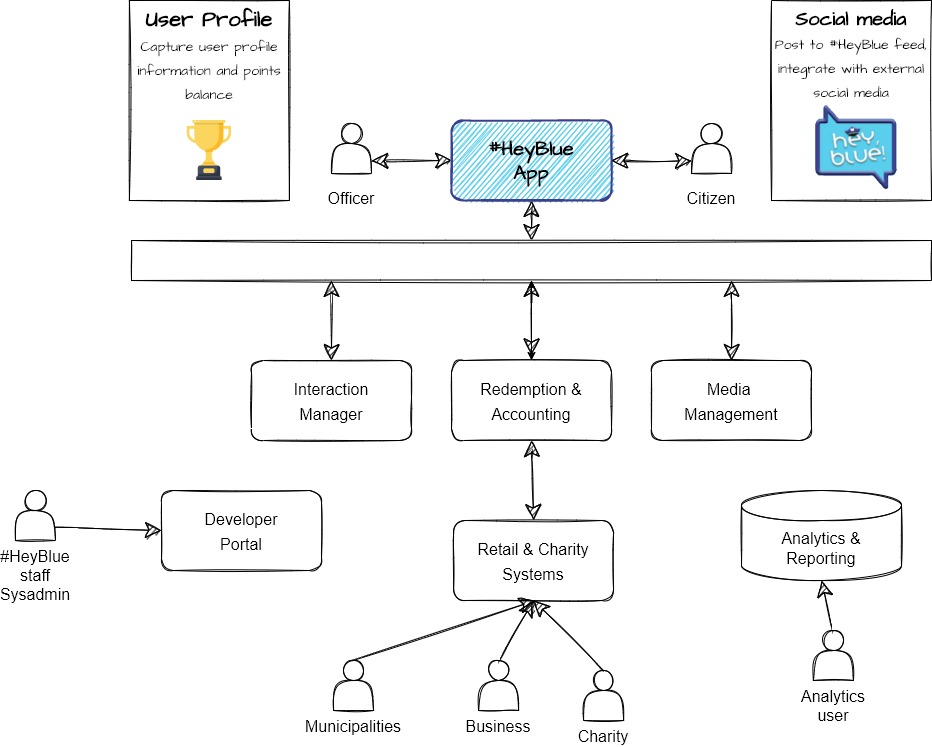 User Profile
Capture user profile
information and points
balance
Social media
Post to #HeyBlue feed,
integrate with external
social media
hey,
blue!
#HeyBlue
App
Officer
Citizen
Interaction
Manager
Redemption &
Accounting
Media
Management
#HeyBlue
staff
Sysadmin
Developer
Portal
Retail & Charity
Systems
Analytics &
Reporting
Municipalities
Business
Charity
Analytics
user